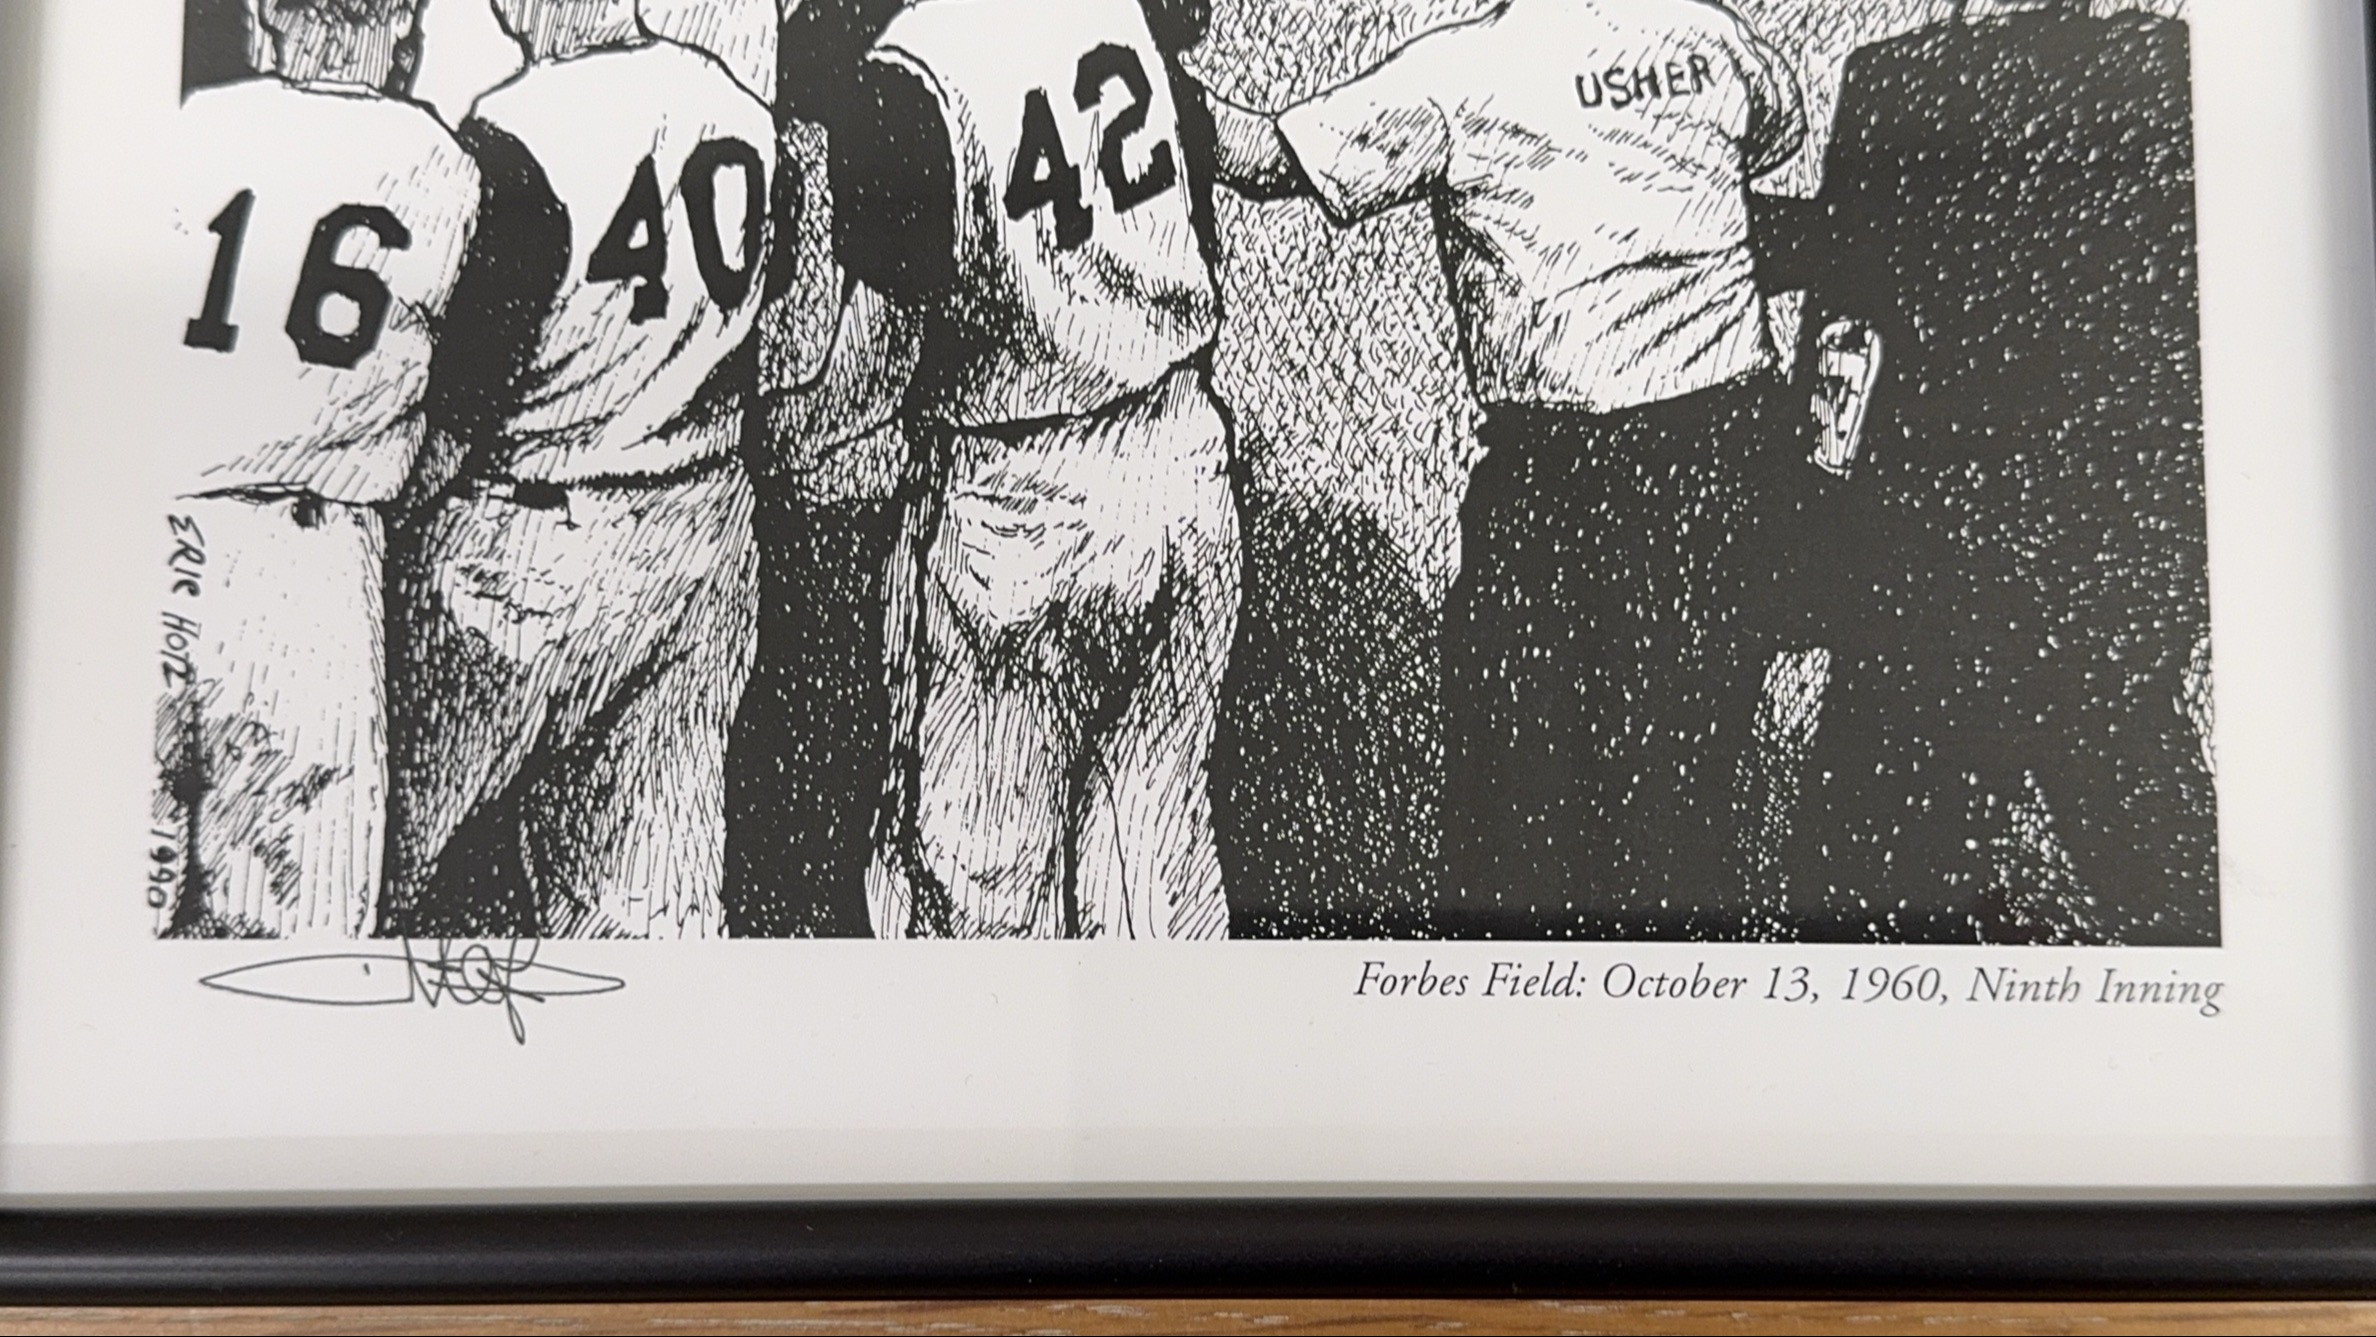 16
40
42
USHER
ERIC HOTZ
1990
Forbes Field: October 13, 1960, Ninth Inning